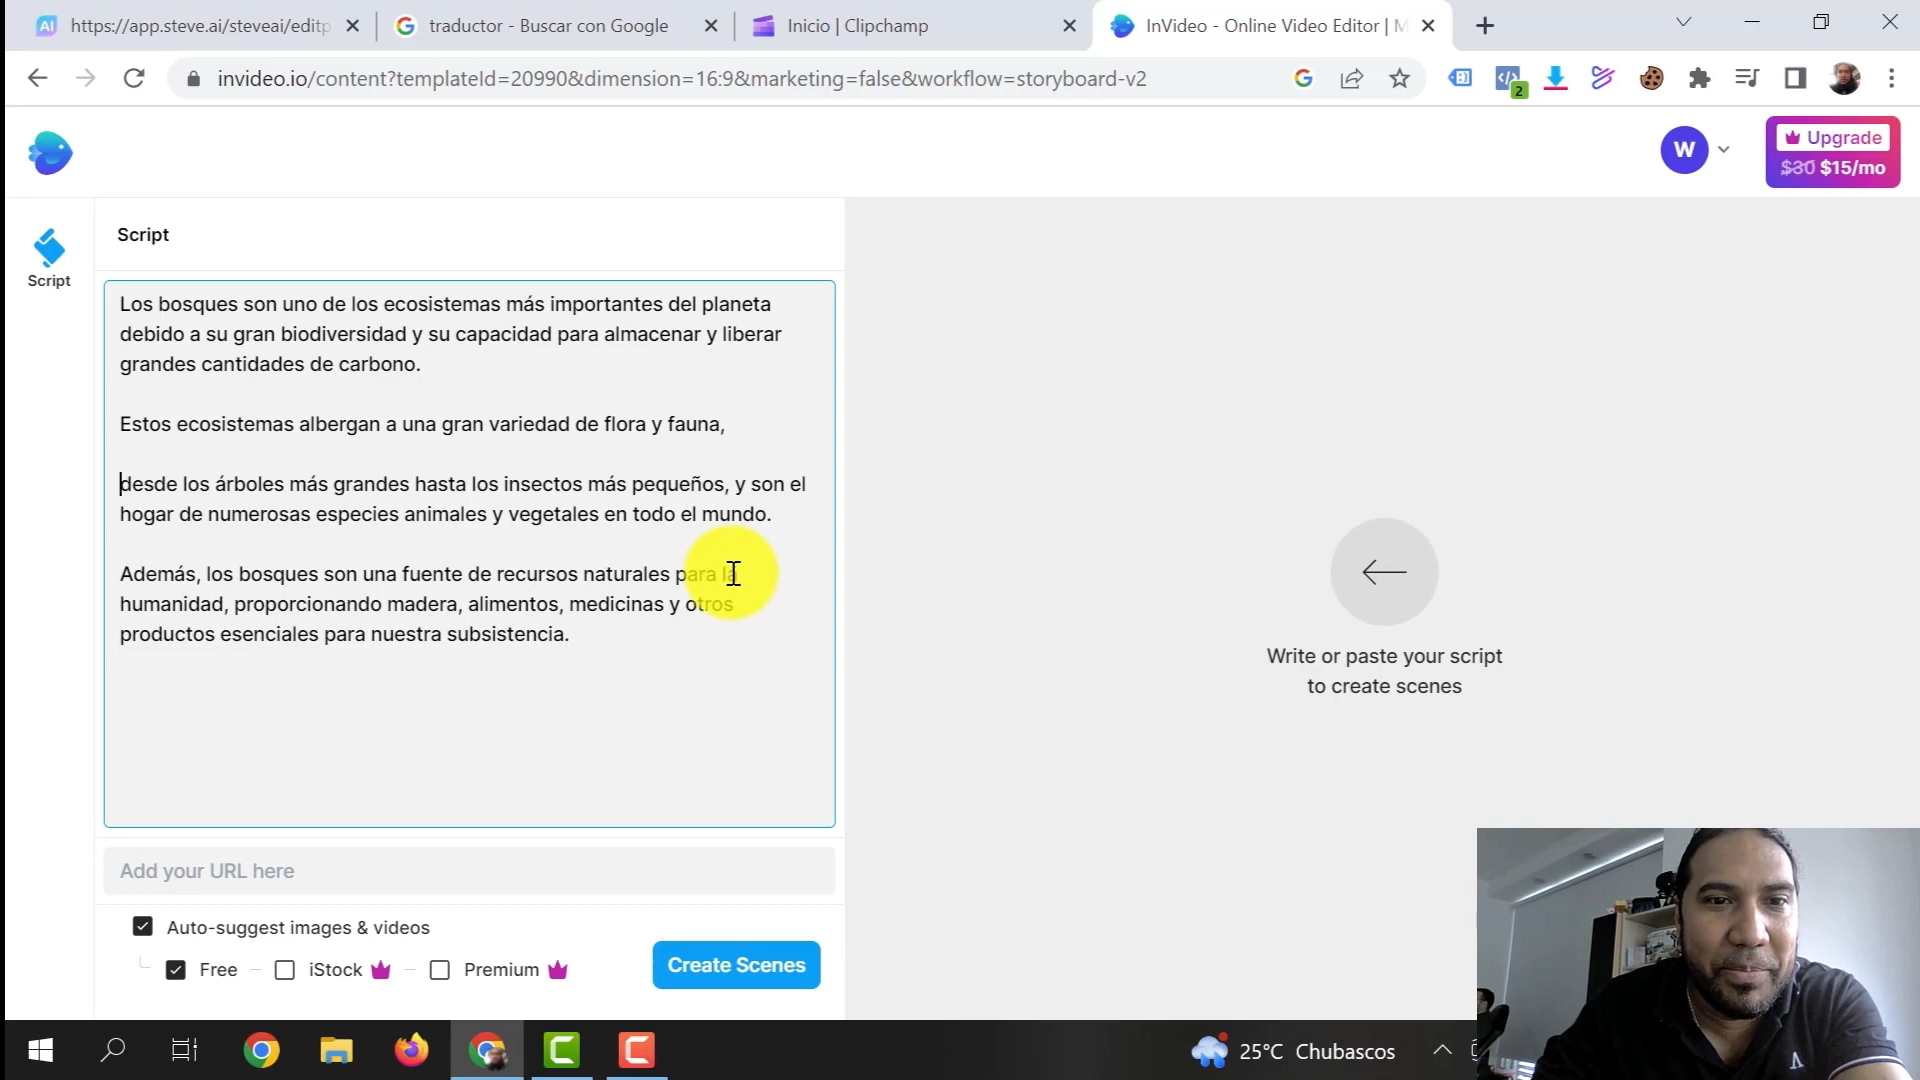 https://app.steve.ai/steveai/editp
traductor - Buscar con Google
Inicio | Clipchamp
InVideo - Online Video Editor | M
invideo.io/content?templateId=20990&dimension=16:9&marketing=false&workflow=storyboard-v2
2
W
Upgrade
$30 $15/mo
Script
Script
Los bosques son uno de los ecosistemas más importantes del planeta
debido a su gran biodiversidad y su capacidad para almacenar y liberar
grandes cantidades de carbono.
Estos ecosistemas albergan a una gran variedad de flora y fauna,
desde los árboles más grandes hasta los insectos más pequeños, y son el
hogar de numerosas especies animales y vegetales en todo el mundo.
Además, los bosques son una fuente de recursos naturales para la
humanidad, proporcionando madera, alimentos, medicinas y otros
productos esenciales para nuestra subsistencia.
Write or paste your script
to create scenes
Add your URL here
Auto-suggest images & videos
Free
iStock
Premium
Create Scenes
25°C Chubascos